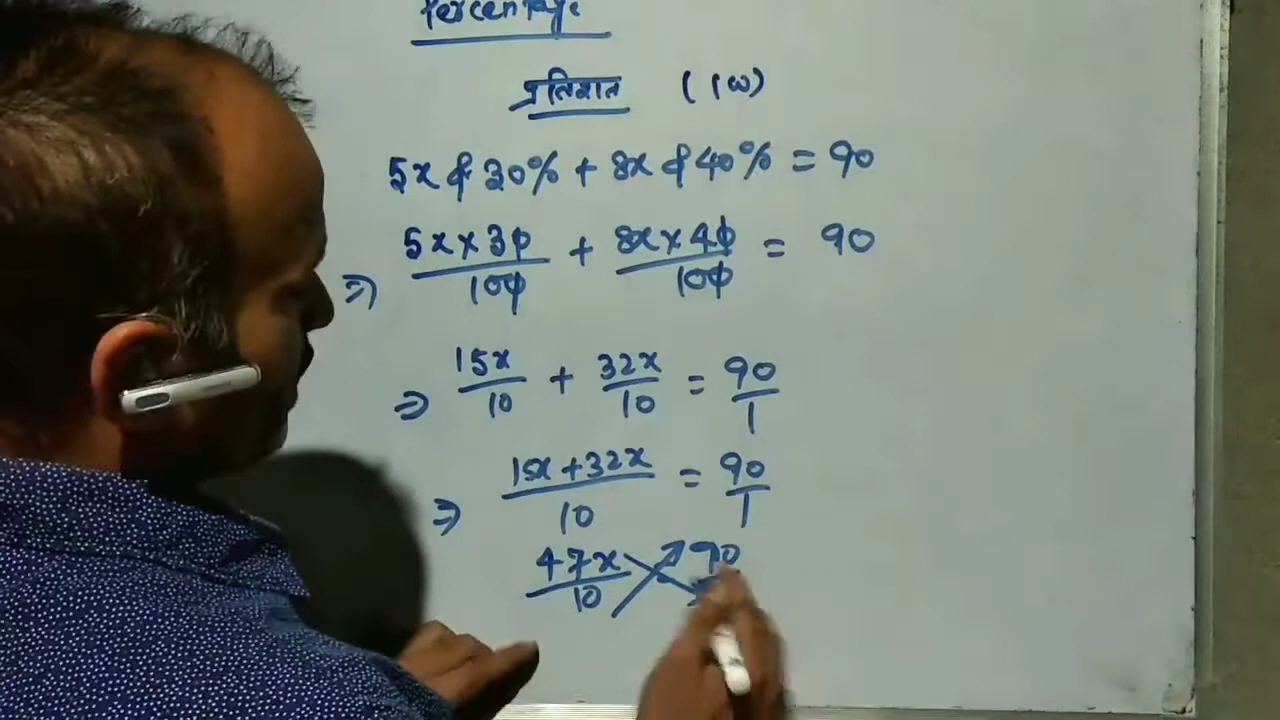 Percentage
प्रतिशत (100)
5x of 30% + 8x of 40% = 90
⇒ 5x × 30/100 + 8x × 40/100 = 90
⇒ 15x/10 + 32x/10 = 90/1
⇒ 15x + 32x/10 = 90/1
47x/10 90